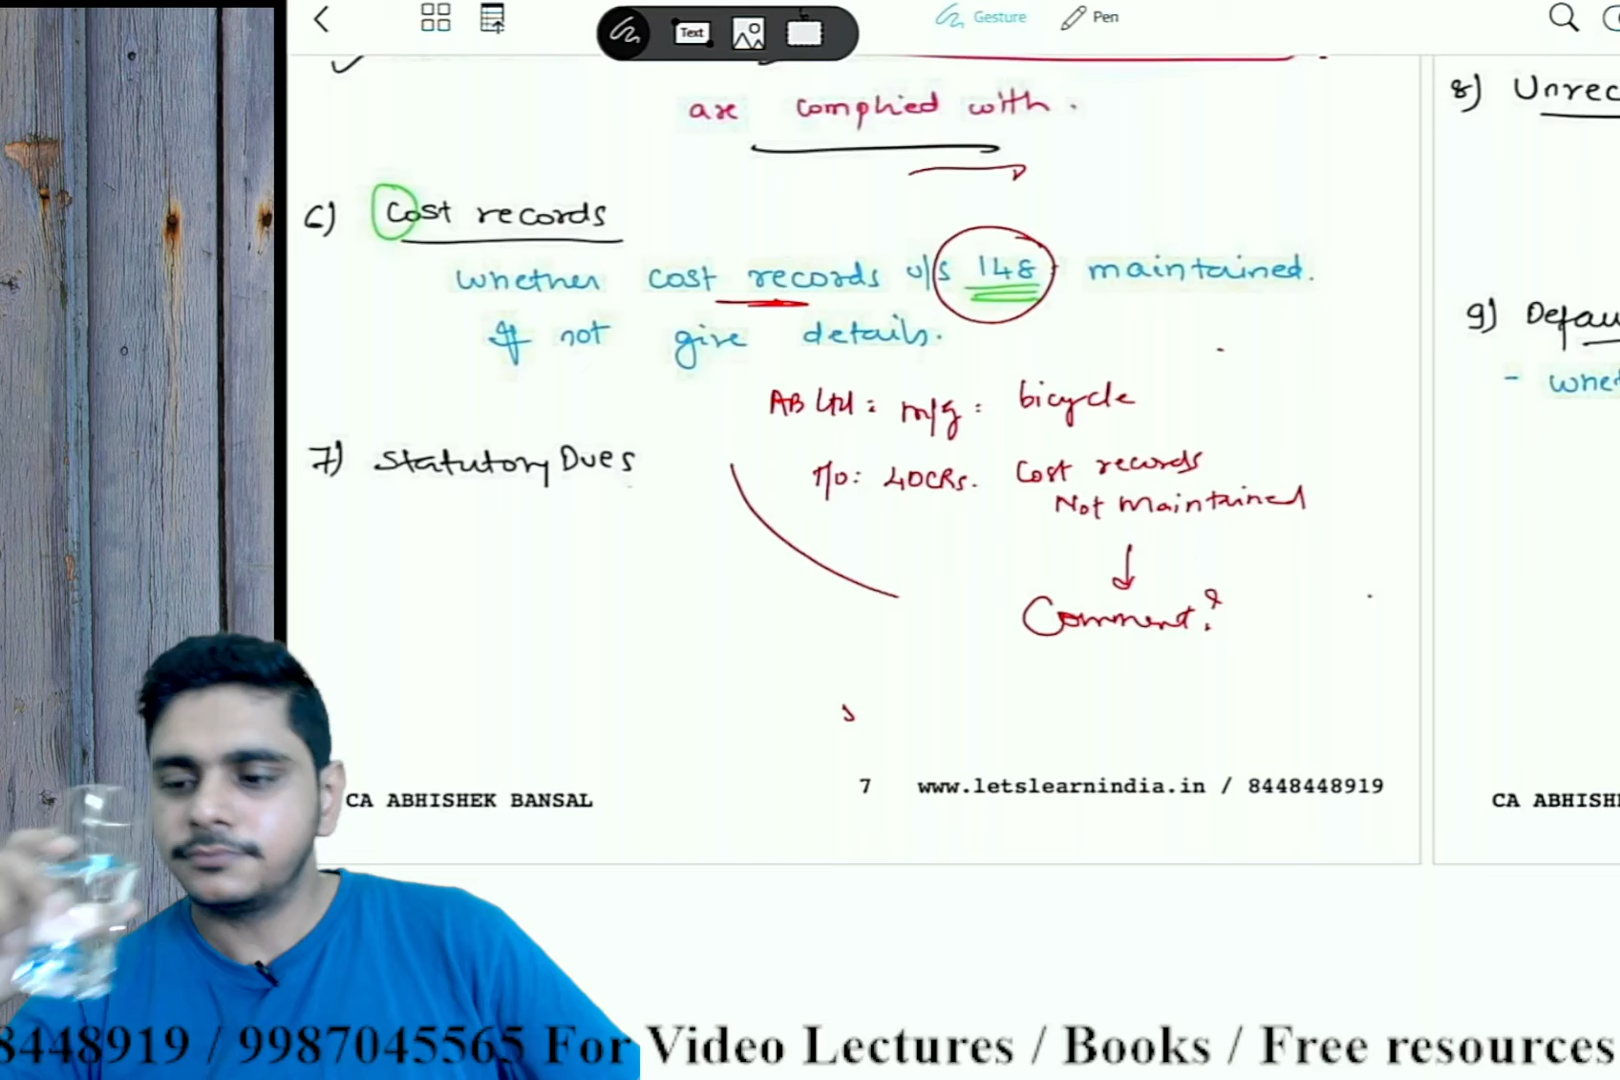 Text
Gesture
Pen
are complied with.
6) Cost records
Whether cost records u/s 148 maintained.
If not give details.
AB Ltd: m/g: bicycle
T/o: 40CRs. Cost records
Not Maintained
Comment?
7) Statutory Dues
CA ABHISHEK BANSAL
7 www.letslearnindia.in / 8448448919
8) Unrec
9) Defau
- whet
CA ABHISH
8448919 / 9987045565 For Video Lectures / Books / Free resources